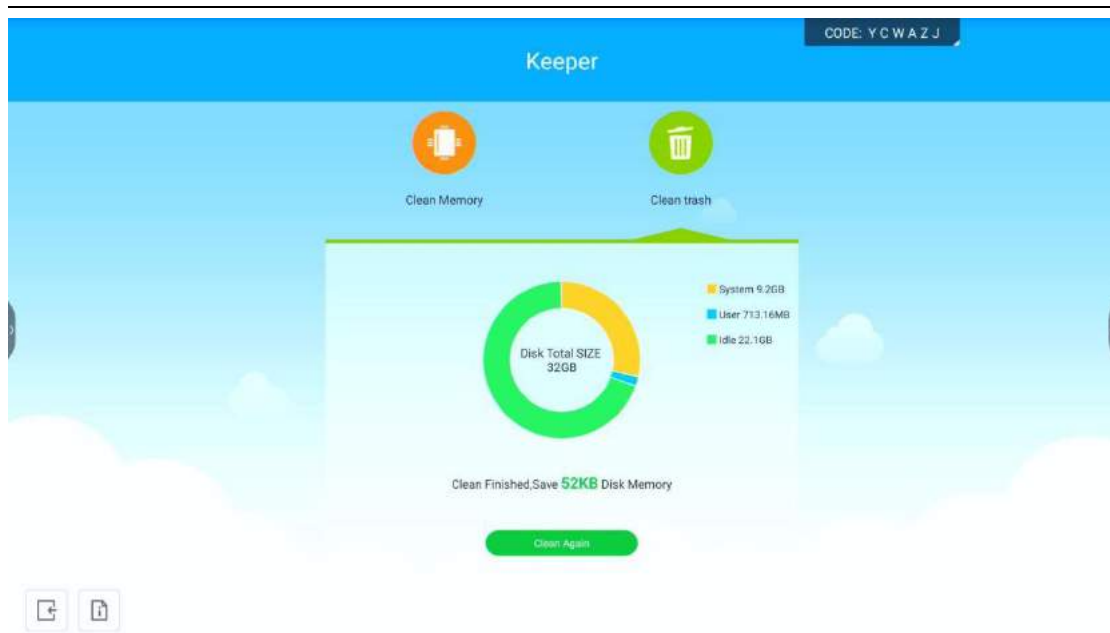 CODE: Y C W A Z J
Keeper
Clean Memory
Clean trash
System 9.2GB
User 713.16MB
Idle 22.1GB
Disk Total SIZE
32GB
Clean Finished,Save 52KB Disk Memory
Clean Again